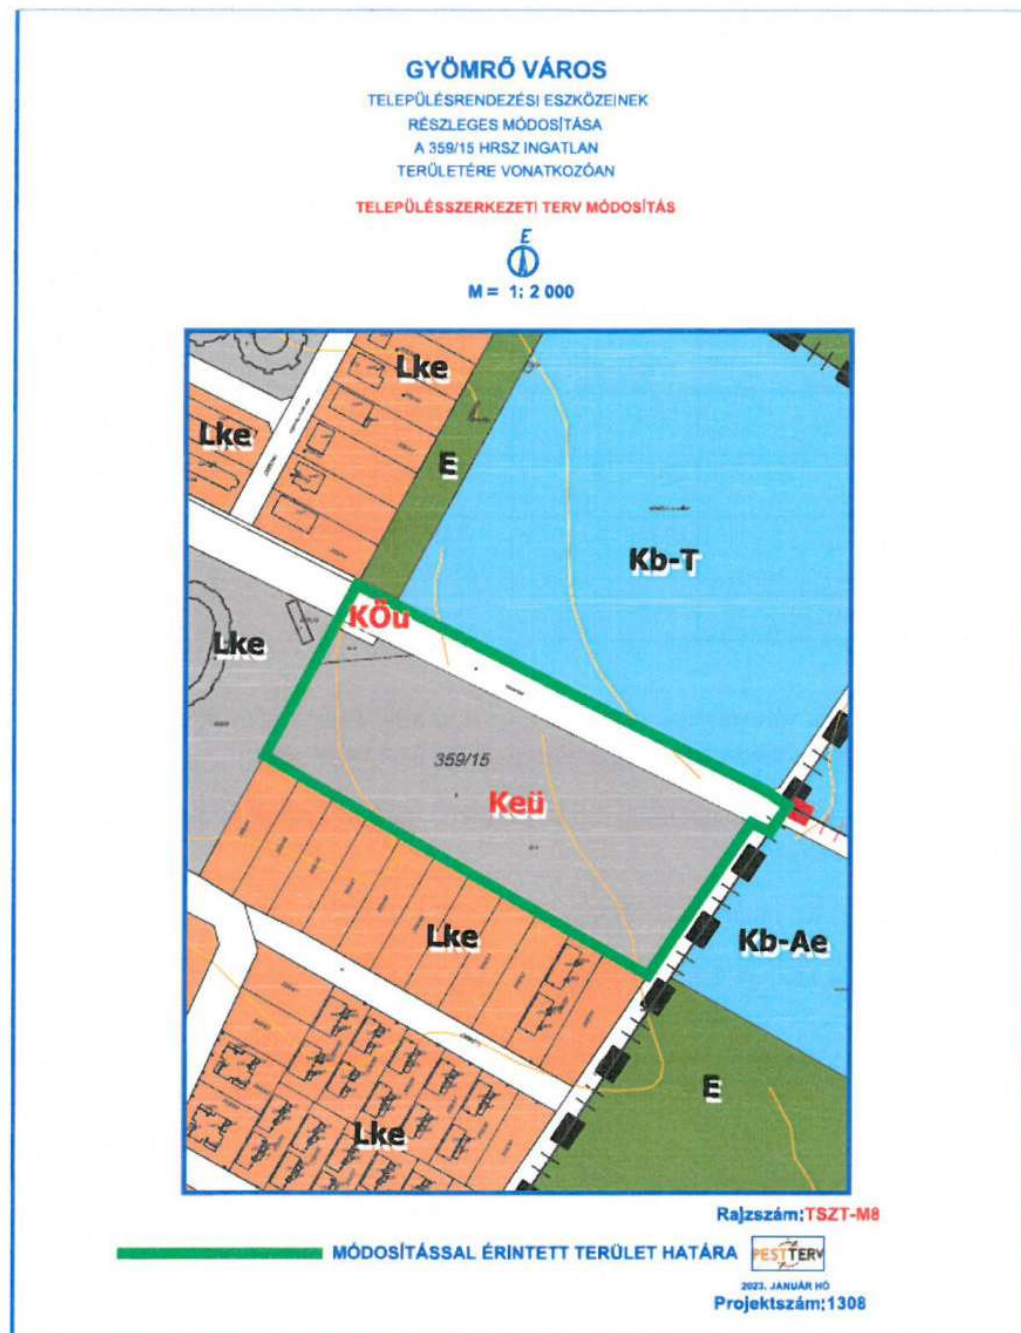 GYÖMRŐ VÁROS
TELEPÜLÉSRENDEZÉSI ESZKÖZEINEK
RÉSZLEGES MÓDOSÍTÁSA
A 359/15 HRSZ INGATLAN
TERÜLETÉRE VONATKOZÓAN
TELEPÜLÉSSZERKEZETI TERV MÓDOSÍTÁS
E
M = 1: 2 000
Lke
Lke
E
Kb-T
KÖu
Lke
359/15
Keü
Lke
Kb-Ae
E
Lke
Rajzszám:TSZT-M8
MÓDOSÍTÁSSAL ÉRINTETT TERÜLET HATÁRA
PESTTERV
2023. JANUÁR HÓ
Projektszám:1308